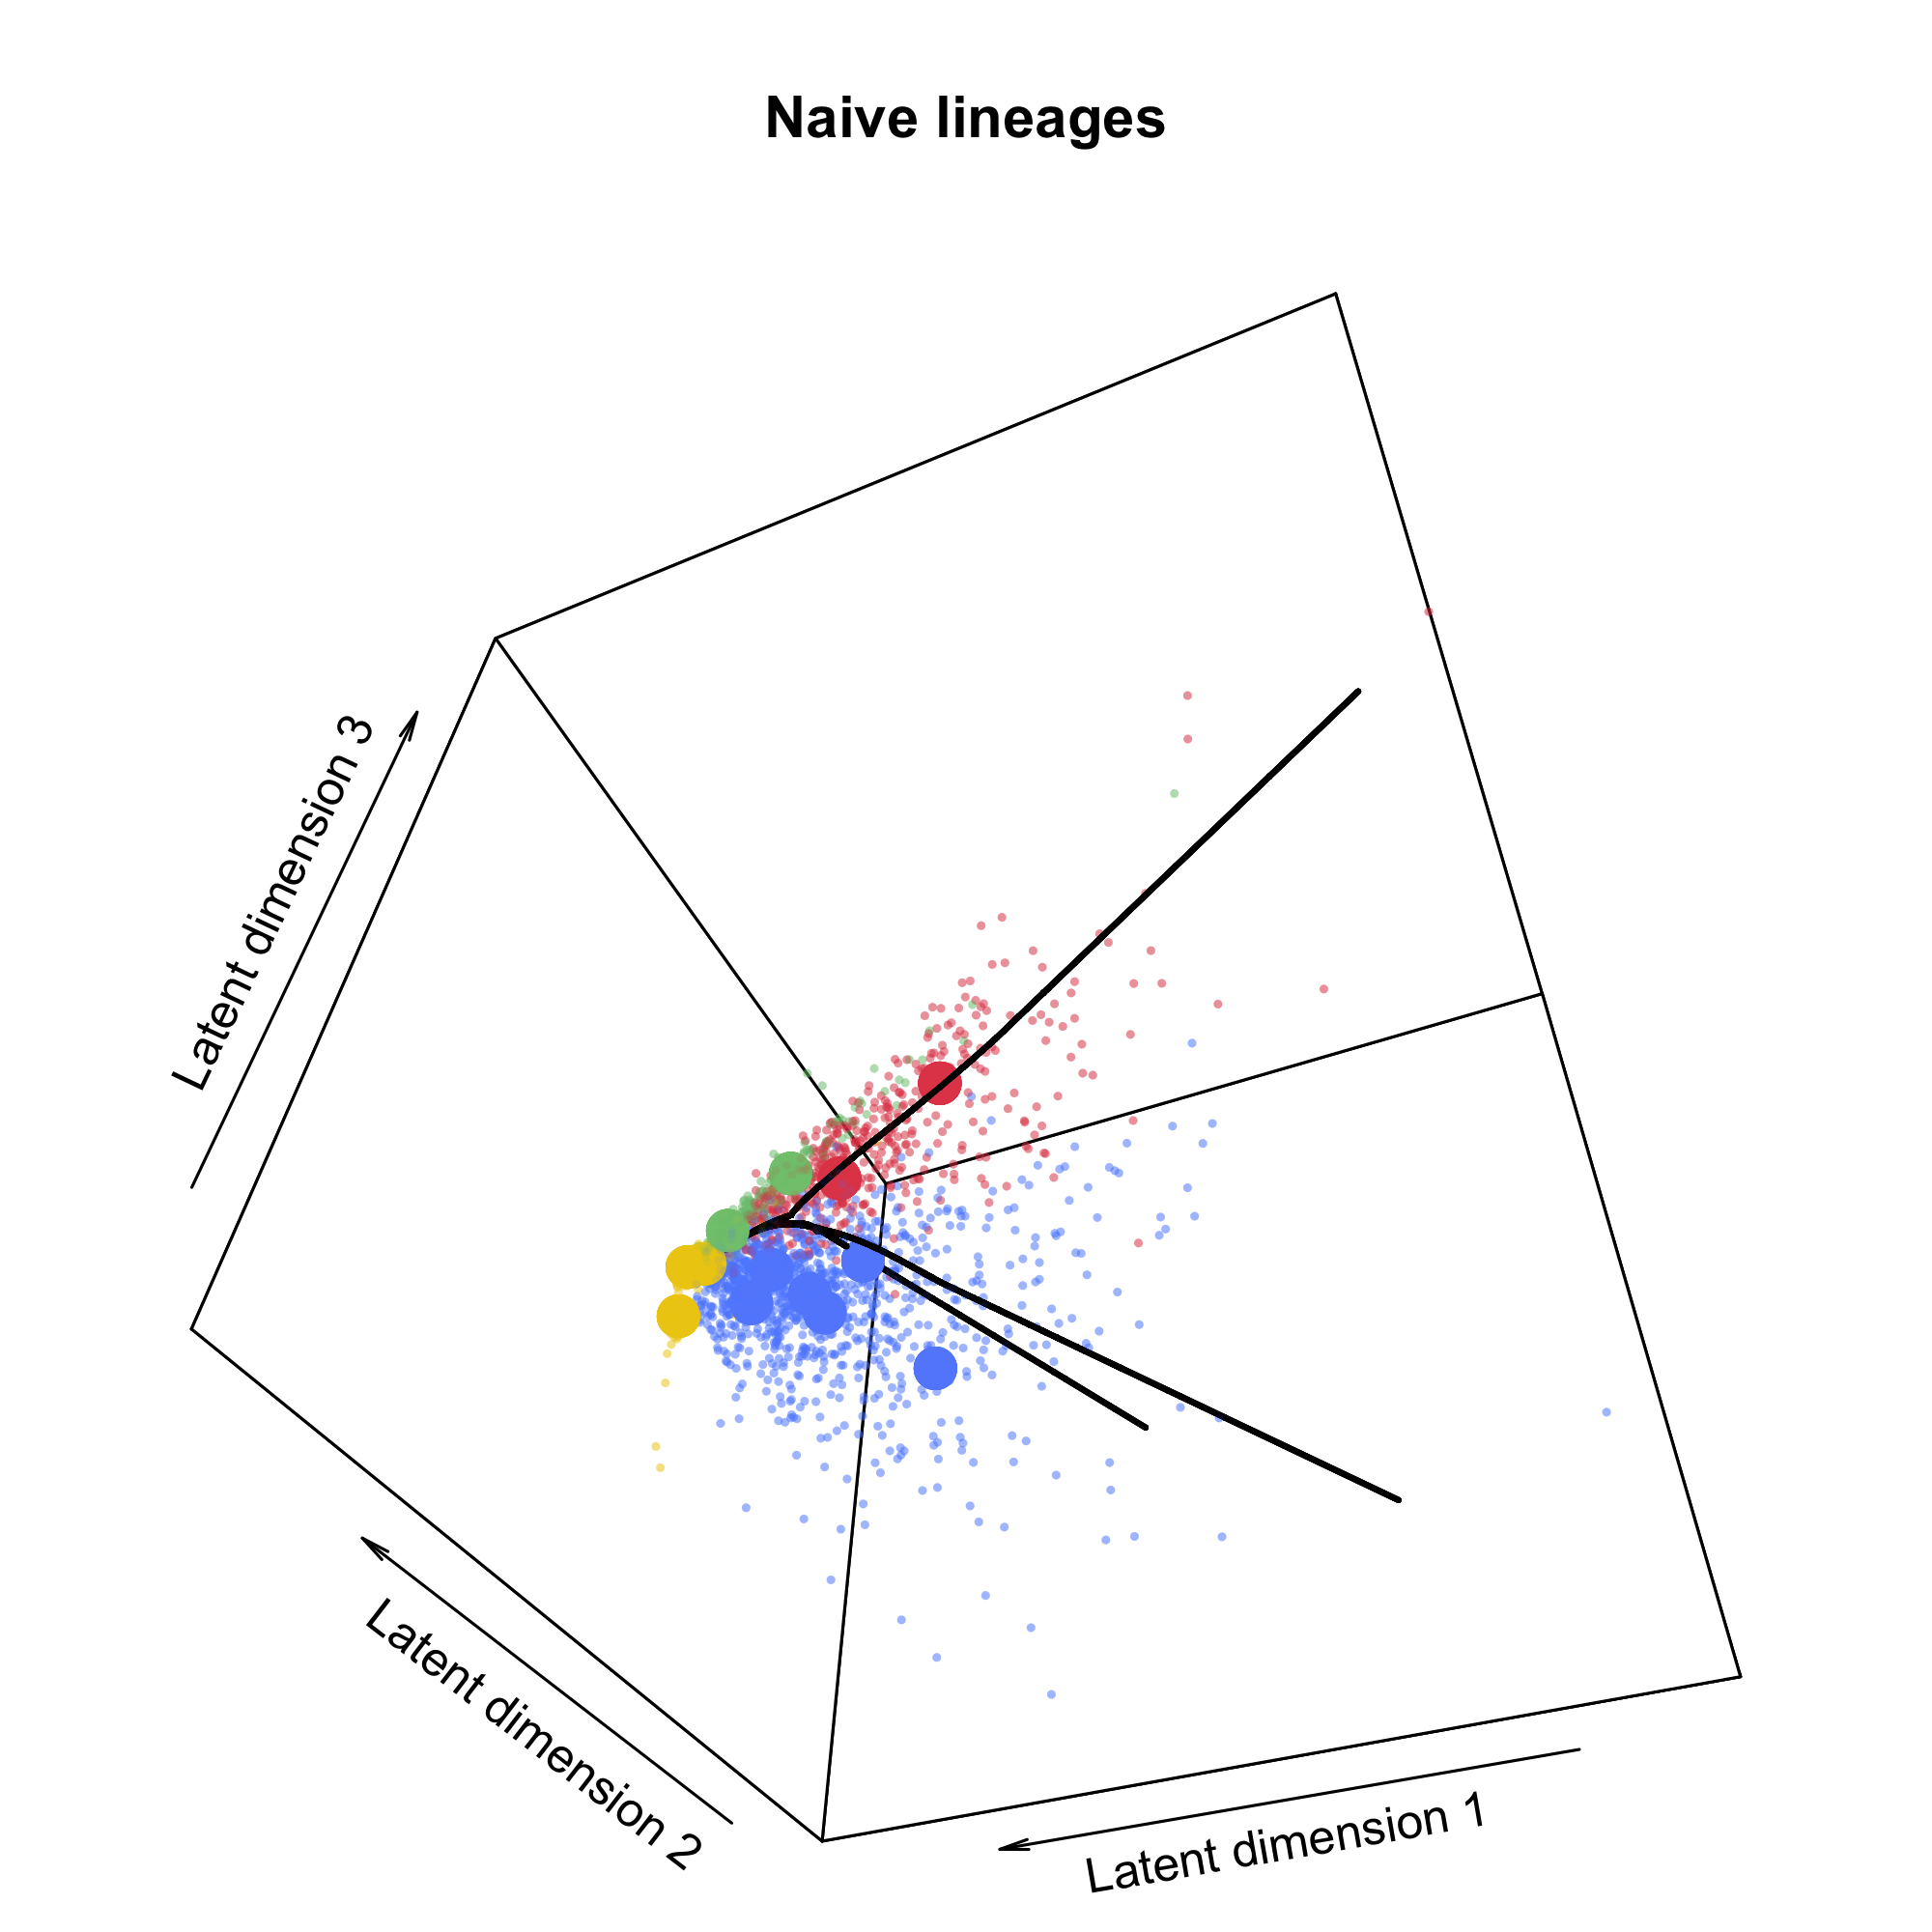 Naive lineages
Latent dimension 3
Latent dimension 2
Latent dimension 1